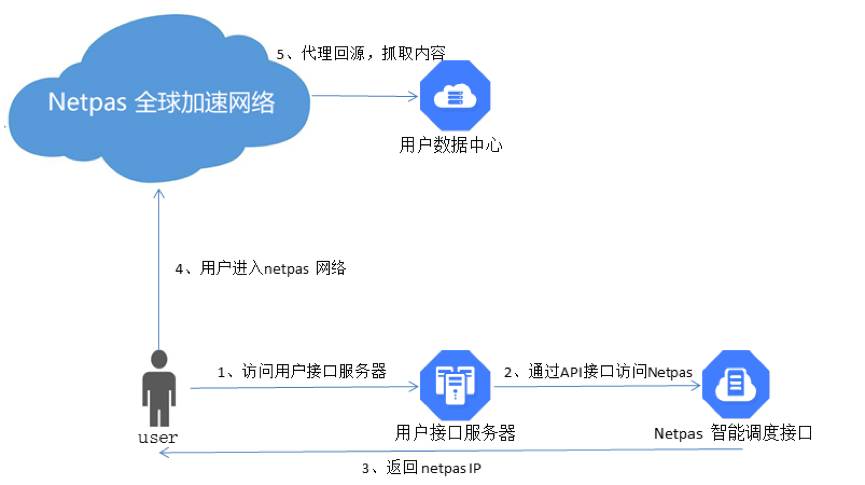 5、代理回源，抓取内容
Netpas 全球加速网络
用户数据中心
4、用户进入netpas 网络
1、访问用户接口服务器
2、通过API接口访问Netpas
user
用户接口服务器
Netpas 智能调度接口
3、返回 netpas IP